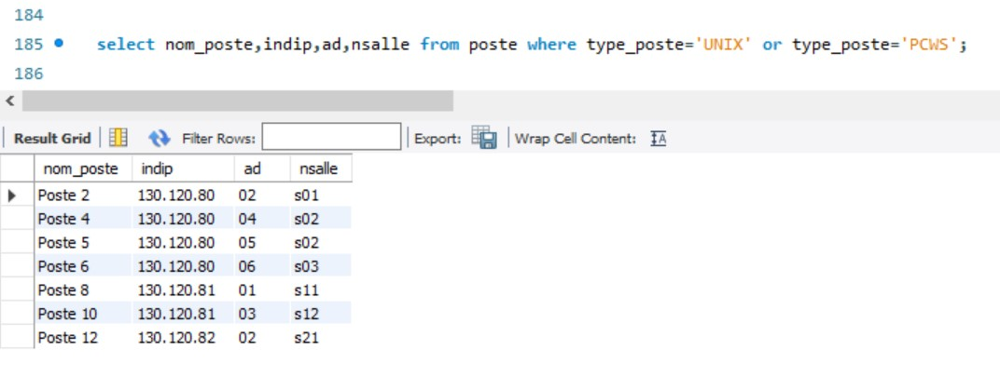 184
185 select nom_poste,indip,ad,nsalle from poste where type_poste='UNIX' or type_poste='PCWS';
186
Result Grid Filter Rows: Export: Wrap Cell Content:
nom_poste indip ad nsalle
Poste 2 130.120.80 02 s01
Poste 4 130.120.80 04 s02
Poste 5 130.120.80 05 s02
Poste 6 130.120.80 06 s03
Poste 8 130.120.81 01 s11
Poste 10 130.120.81 03 s12
Poste 12 130.120.82 02 s21